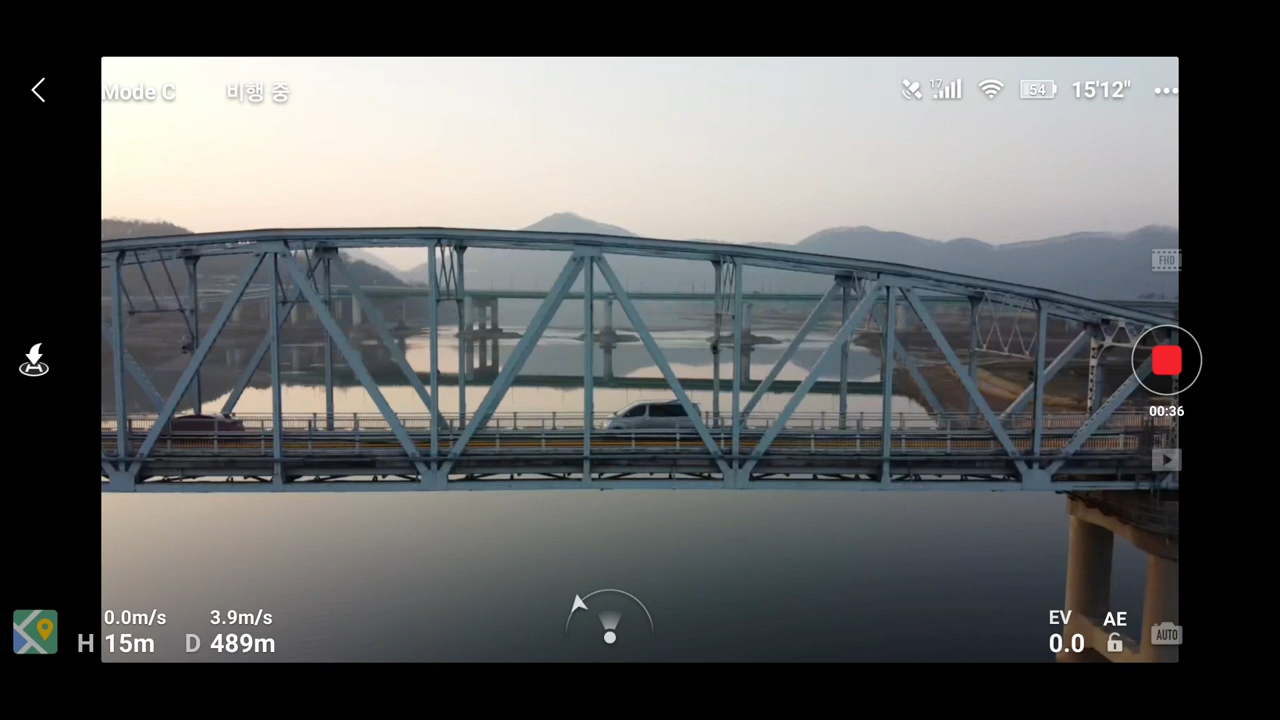 Mode C 비행 중 17 54 15'12"
FHD
00:36
0.0m/s 3.9m/s
H 15m D 489m
EV AE
0.0
AUTO